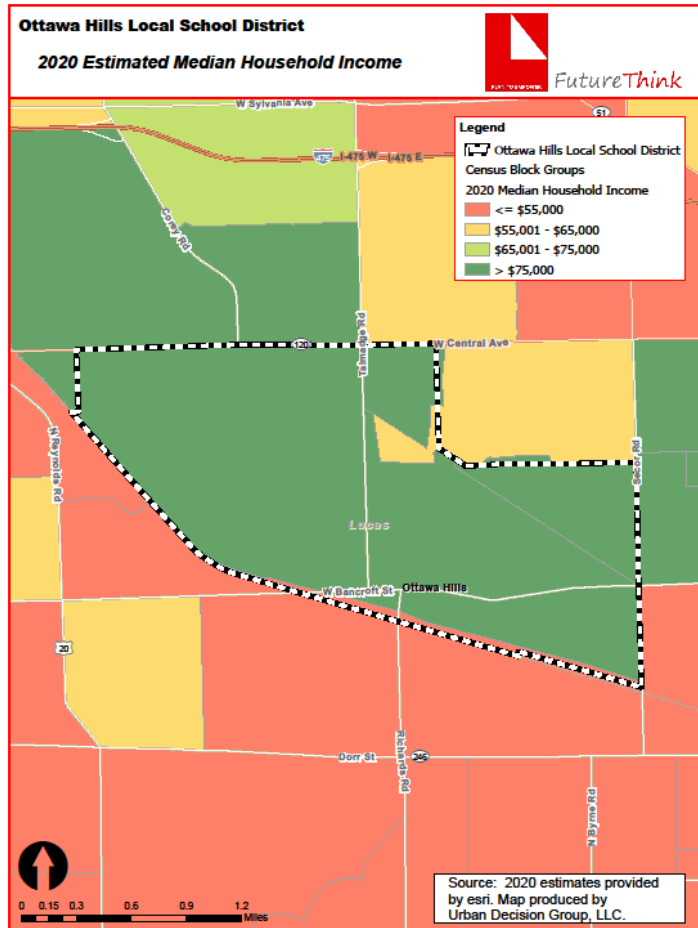 Ottawa Hills Local School District
2020 Estimated Median Household Income
FutureThink
W Sylvania Ave
51
Legend
Ottawa Hills Local School District
Census Block Groups
2020 Median Household Income
<= $55,000
$55,001 - $65,000
$65,001 - $75,000
> $75,000
I-475 W
I-475 E
Corey Rd
Talmadge Rd
120
W Central Ave
N Reynolds Rd
Secor Rd
Lucas
W Bancroft St
Ottawa Hills
20
Richards Rd
Dorr St
246
N Byrne Rd
0 0.15 0.3 0.6 0.9 1.2
Miles
Source: 2020 estimates provided
by esri. Map produced by
Urban Decision Group, LLC.